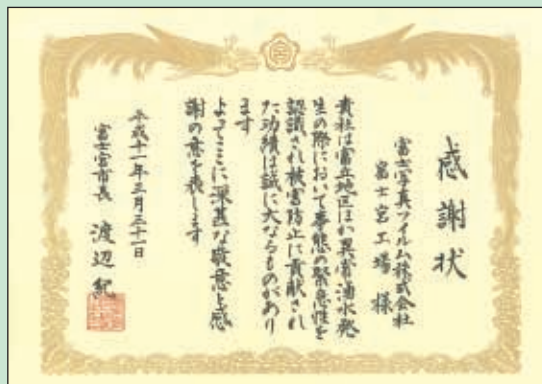 感謝状
富士写真フイルム株式会社
富士宮工場 様
貴社は富丘地区ほか異常湧水発
生の際において事態の緊急性を
認識され被害防止に貢献され
た功績は誠に大なるものがあり
ます
よってここに深甚な敬意と感
謝の意を表します
平成十一年三月三十一日
富士宮市長 渡辺紀